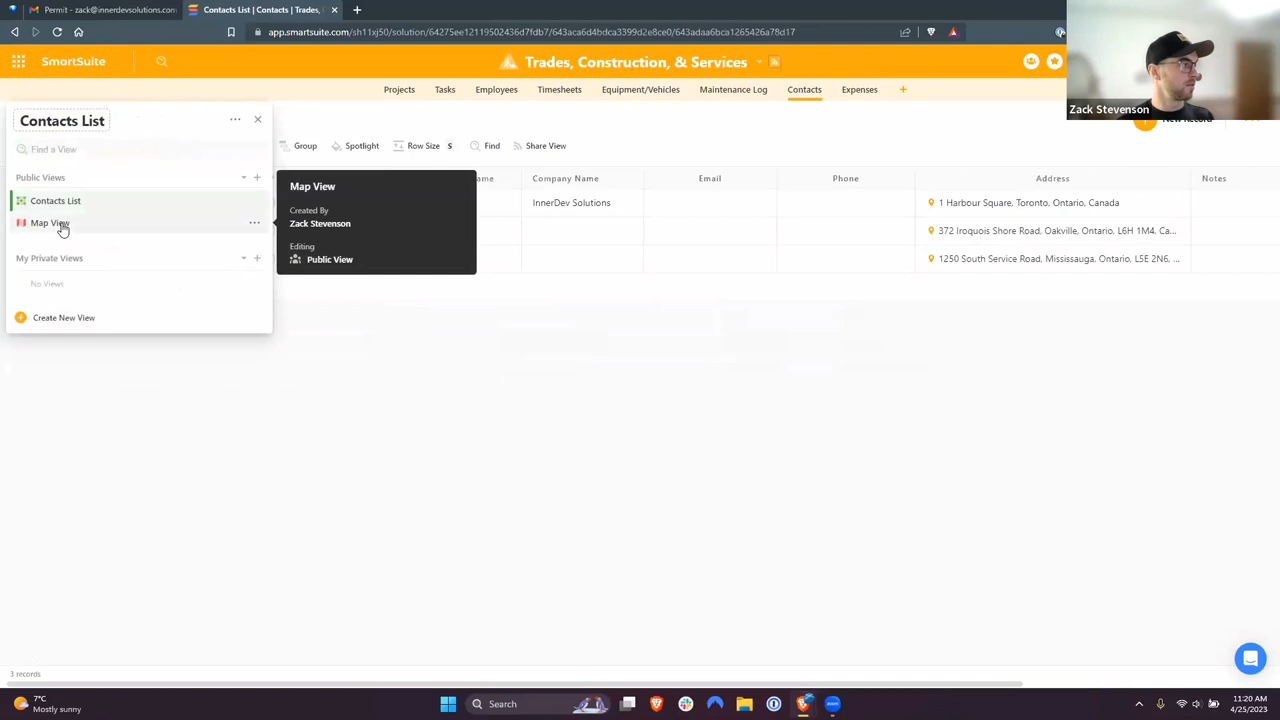 Permit - zack@innerdevsolutions.com
Contacts List | Contacts | Trades,
app.smartsuite.com/sh11xj50/solution/64275ee12119502436d7fdb7/643aca6d4bdca3399d2e8ce0/643adaa6bca1265426a78d17
SmartSuite
Trades, Construction, & Services
Projects Tasks Employees Timesheets Equipment/Vehicles Maintenance Log Contacts Expenses
Zack Stevenson
Contacts List
New Record
Group Spotlight Row Size S Find Share View
Find a View
Public Views
Company Name Email Phone Address Notes
Contacts List
InnerDev Solutions 1 Harbour Square, Toronto, Ontario, Canada
Map View
372 Iroquois Shore Road, Oakville, Ontario, L6H 1M4, Ca...
My Private Views
1250 South Service Road, Mississauga, Ontario, L5E 2N6, ...
No Views
Create New View
Map View
Created By
Zack Stevenson
Editing
Public View
3 records
7°C
Mostly sunny
Search
11:20 AM
4/25/2023